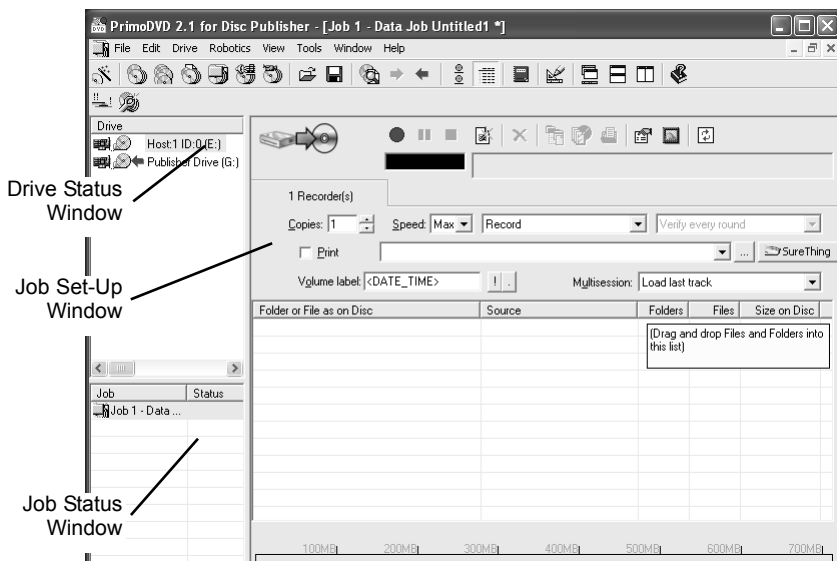 PrimoDVD 2.1 for Disc Publisher - [Job 1 - Data Job Untitled1 *]
File Edit Drive Robotics View Tools Window Help
Drive
Host:1 ID:0 (E:)
Publisher Drive (G:)
Drive Status
Window
1 Recorder(s)
Copies: 1 Speed: Max Record Verify every round
Print ... SureThing
Volume label: <DATE_TIME> ! . Multisession: Load last track
Job Set-Up
Window
Folder or File as on Disc Source Folders Files Size on Disc
(Drag and drop Files and Folders into
this list)
Job Status
Job 1 - Data ...
Job Status
Window
100MB 200MB 300MB 400MB 500MB 600MB 700MB